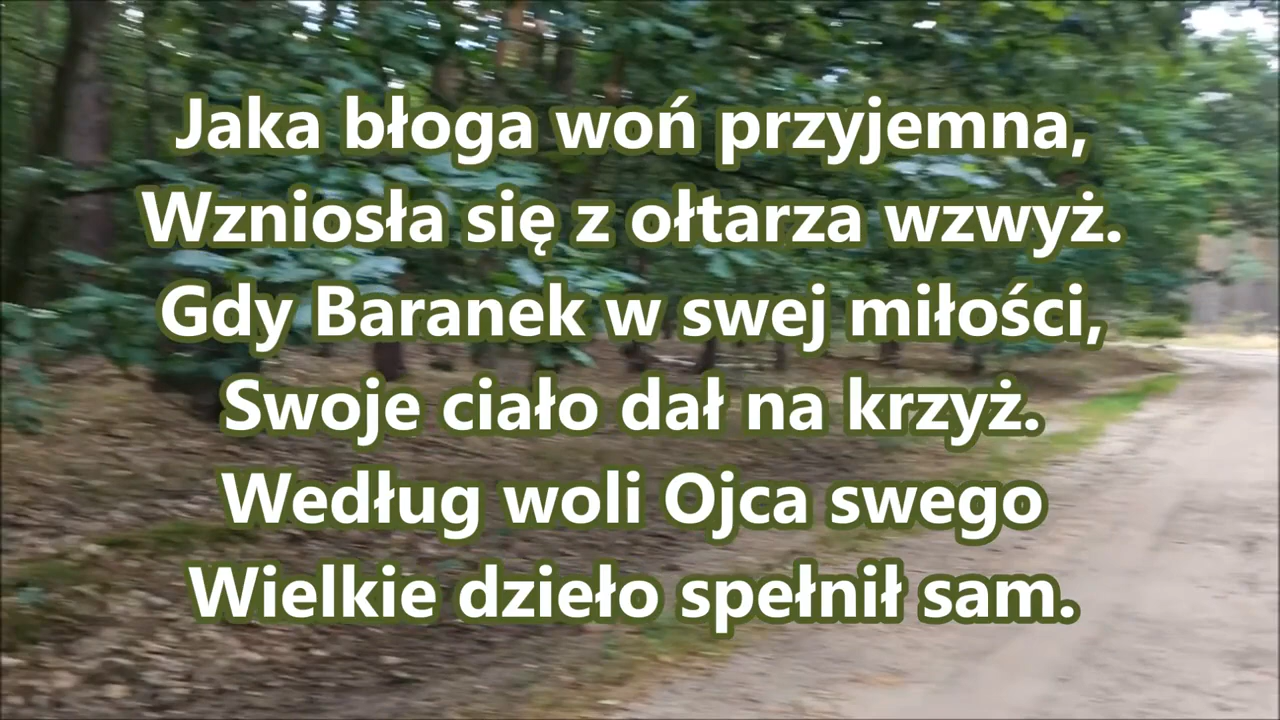 Jaka błoga woń przyjemna,
Wzniosła się z ołtarza wzwyż.
Gdy Baranek w swej miłości,
Swoje ciało dał na krzyż.
Według woli Ojca swego
Wielkie dzieło spełnił sam.